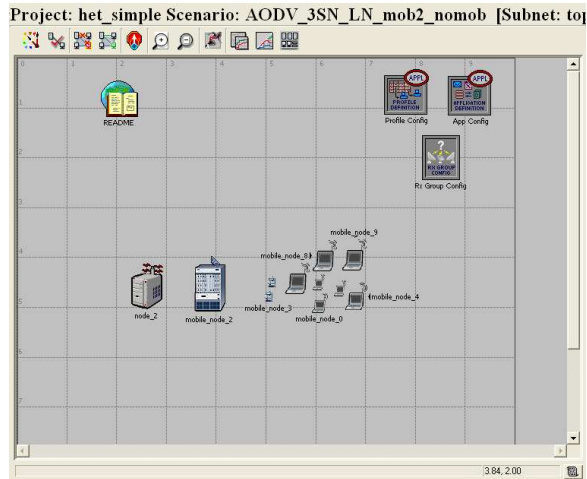 Project: het_simple Scenario: AODV_3SN_LN_mob2_nomob [Subnet: top
0 1 2 3 4 5 6 7 8 9
1
2
3
4
5
6
7
README
APPL
PROFILE
DEFINITION
Profile Config
APPL
APPLICATION
DEFINITION
App Config
?
RX GROUP
CONFIG
Rx Group Config
mobile_node_9
mobile_node_8
mobile_node_4
mobile_node_3
mobile_node_0
node_2
mobile_node_2
3.84, 2.00